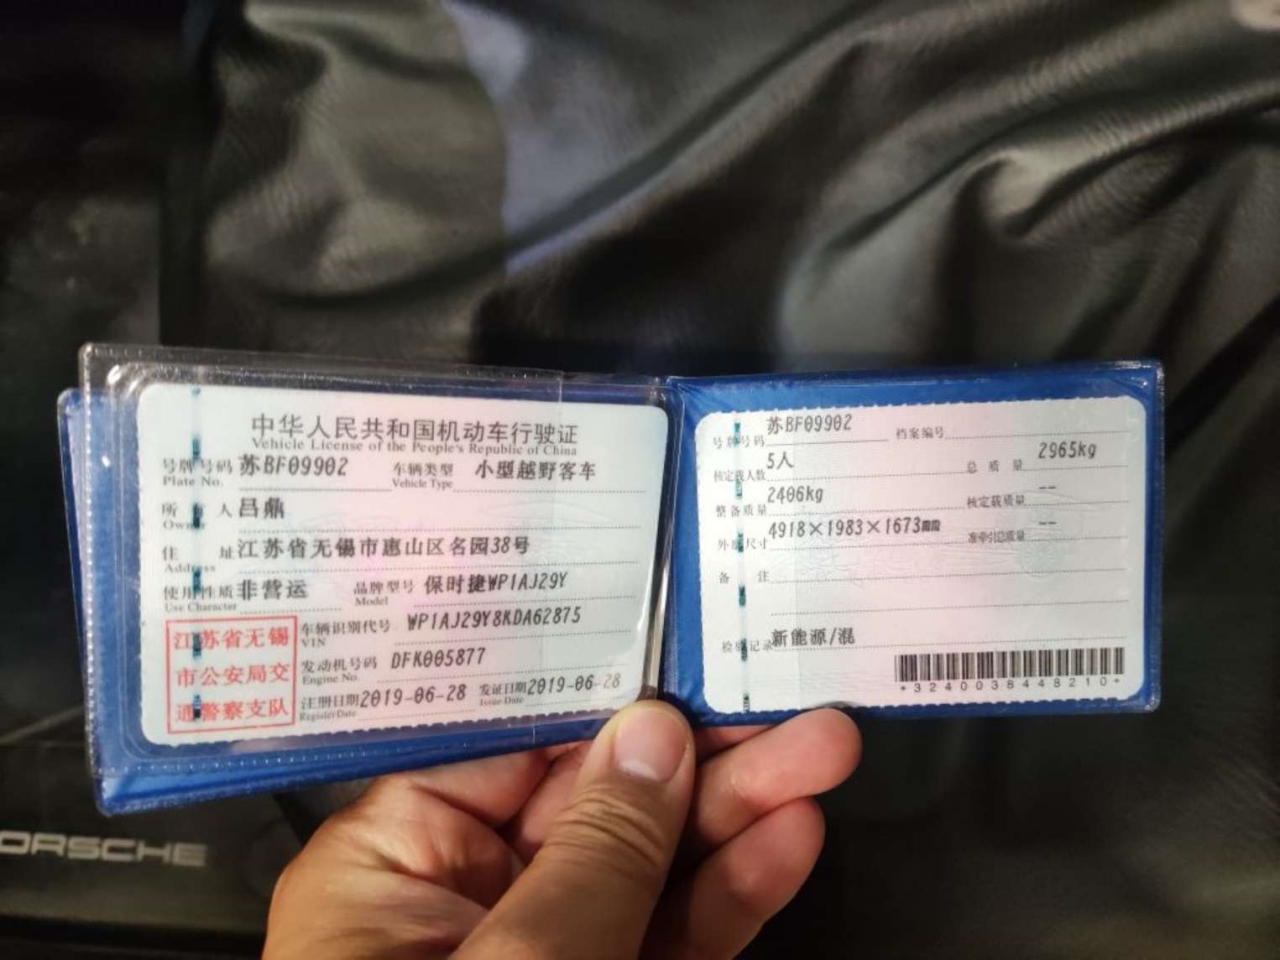 中华人民共和国机动车行驶证
Vehicle License of the People's Republic of China
号牌号码 苏BF09902 车辆类型 小型越野客车
Plate No. Vehicle Type
所有人 吕鼎
Owner
住址 江苏省无锡市惠山区名园38号
Address
使用性质 非营运 品牌型号 保时捷WP1AJ29Y
Use Character Model
江苏省无锡
市公安局交
通警察支队
车辆识别代号 WP1AJ29Y8KDA62875
VIN
发动机号码 DFK005877
Engine No.
注册日期 2019-06-28 发证日期 2019-06-28
Register Date Issue Date
号牌号码 苏BF09902 档案编号
核定载人数 5人 总质量 2965kg
整备质量 2406kg 核定载质量 --
外廓尺寸 4918×1983×1673mm 准牵引总质量 --
备注
检验记录 新能源/混
*3240038448210*
PORSCHE